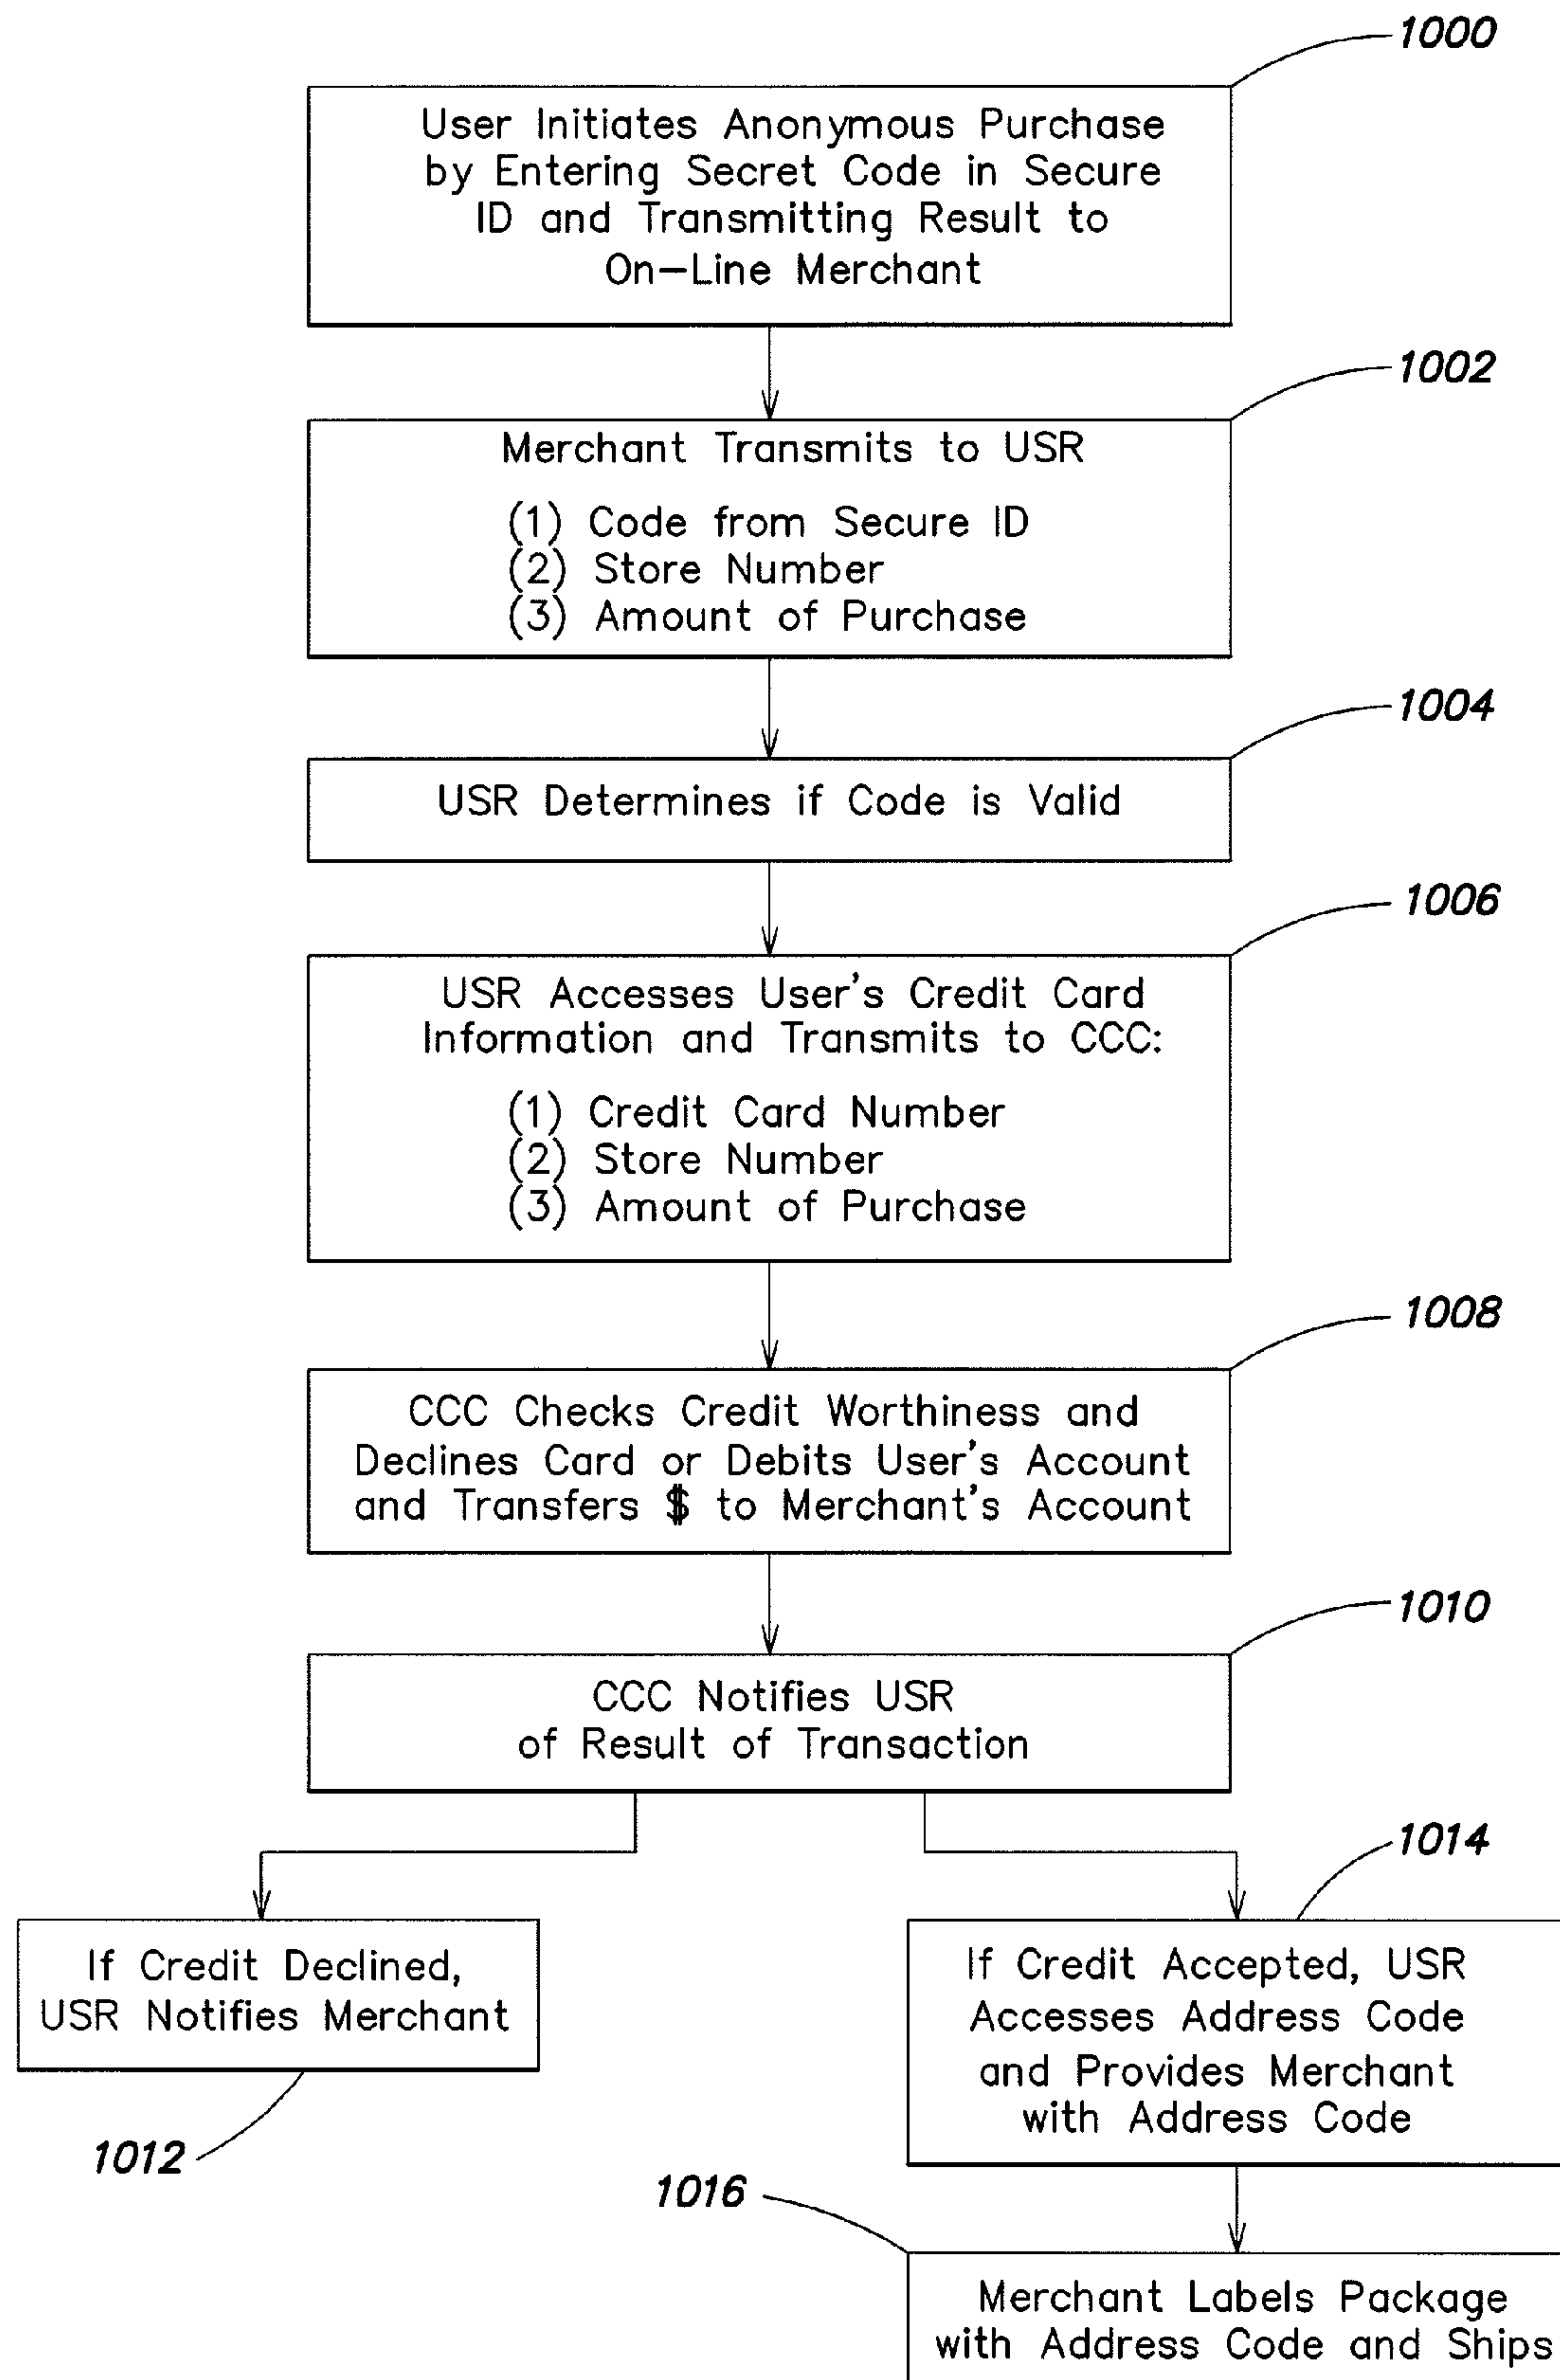 1000
User Initiates Anonymous Purchase
by Entering Secret Code in Secure
ID and Transmitting Result to
On-Line Merchant
1002
Merchant Transmits to USR
(1) Code from Secure ID
(2) Store Number
(3) Amount of Purchase
1004
USR Determines if Code is Valid
1006
USR Accesses User's Credit Card
Information and Transmits to CCC:
(1) Credit Card Number
(2) Store Number
(3) Amount of Purchase
1008
CCC Checks Credit Worthiness and
Declines Card or Debits User's Account
and Transfers $ to Merchant's Account
1010
CCC Notifies USR
of Result of Transaction
1012
If Credit Declined,
USR Notifies Merchant
1014
If Credit Accepted, USR
Accesses Address Code
and Provides Merchant
with Address Code
1016
Merchant Labels Package
with Address Code and Ships